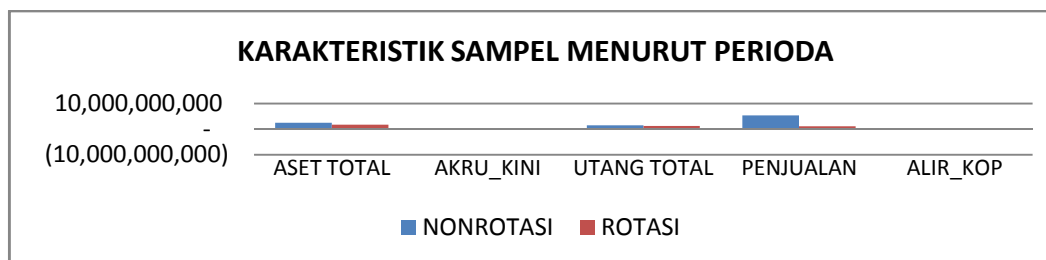 KARAKTERISTIK SAMPEL MENURUT PERIODA
10,000,000,000
-
(10,000,000,000)
ASET TOTAL AKRU_KINI UTANG TOTAL PENJUALAN ALIR_KOP
NONROTASI ROTASI